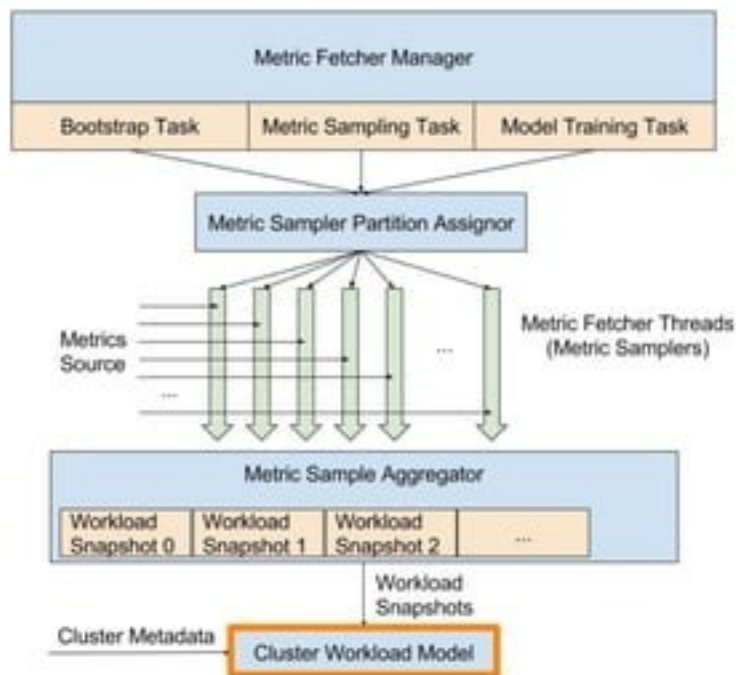 Metric Fetcher Manager
Bootstrap Task
Metric Sampling Task
Model Training Task
Metric Sampler Partition Assignor
Metrics
Source
...
...
Metric Fetcher Threads
(Metric Samplers)
Metric Sample Aggregator
Workload
Snapshot 0
Workload
Snapshot 1
Workload
Snapshot 2
...
Workload
Snapshots
Cluster Metadata
Cluster Workload Model